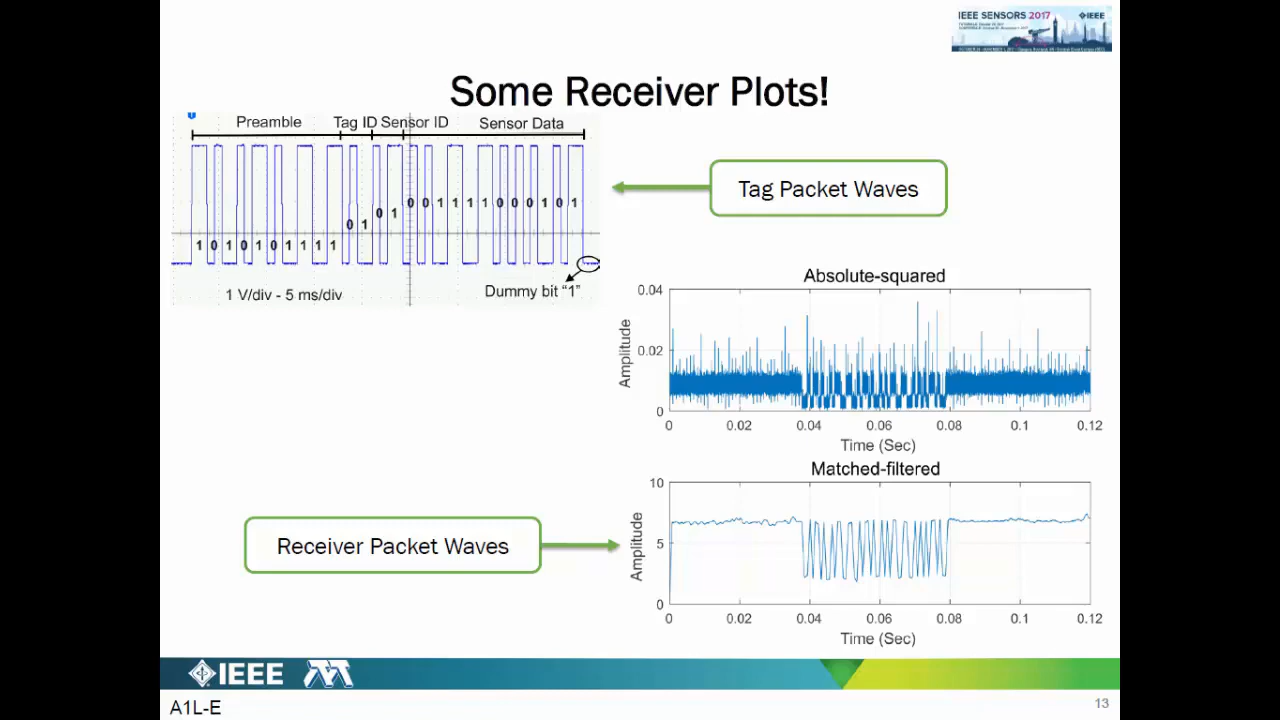 IEEE SENSORS 2017
IEEE
Some Receiver Plots!
Preamble Tag ID Sensor ID Sensor Data
1 0 1 0 1 0 1 1 1 1 0 1 0 1 0 0 1 1 1 1 0 0 0 1 0 1
1 V/div - 5 ms/div
Dummy bit “1”
Tag Packet Waves
Absolute-squared
Amplitude
0.04
0.02
0
0 0.02 0.04 0.06 0.08 0.1 0.12
Time (Sec)
Matched-filtered
Receiver Packet Waves
Amplitude
10
5
0
0 0.02 0.04 0.06 0.08 0.1 0.12
Time (Sec)
IEEE
A1L-E
13